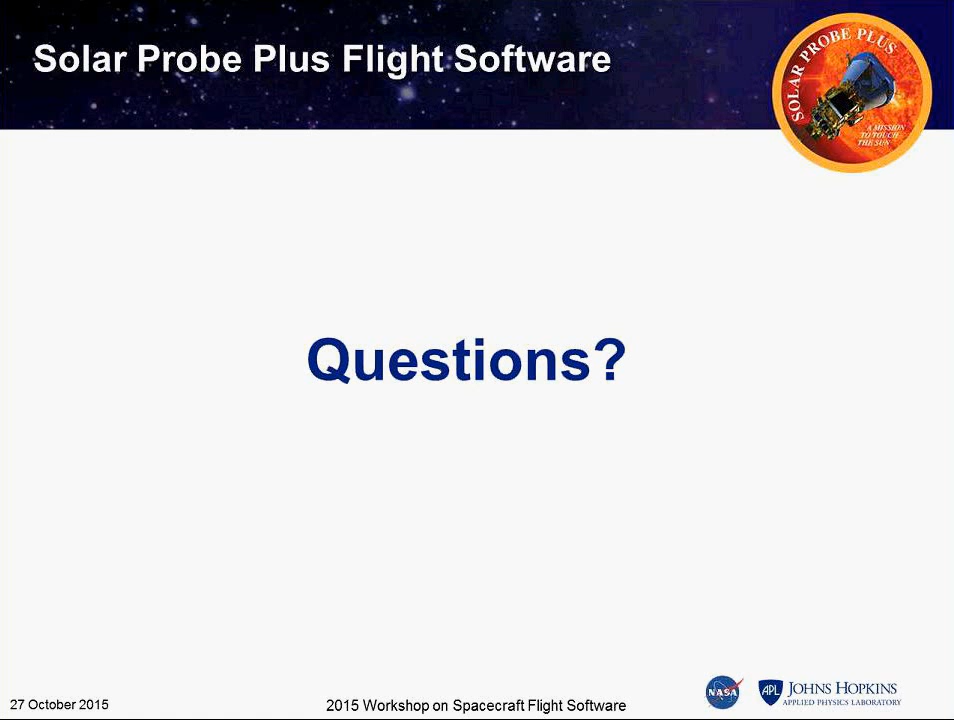 Solar Probe Plus Flight Software
SOLAR PROBE PLUS
A MISSION
TO TOUCH
THE SUN
Questions?
27 October 2015
2015 Workshop on Spacecraft Flight Software
NASA
APL
JOHNS HOPKINS
APPLIED PHYSICS LABORATORY